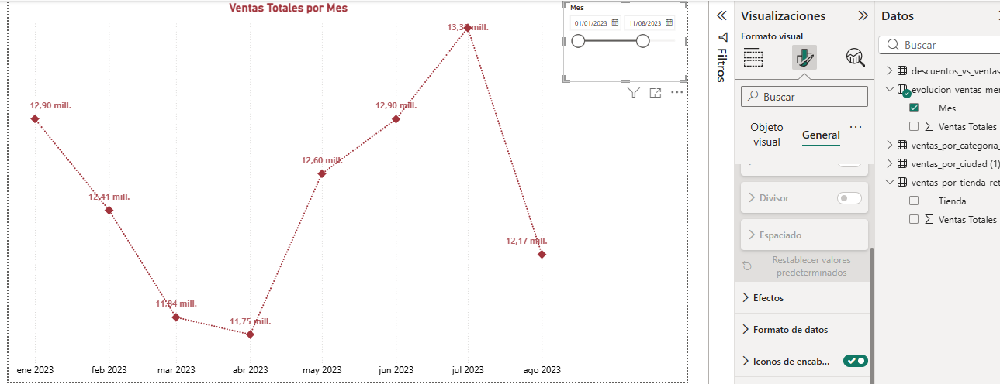 Ventas Totales por Mes
12,90 mill.
12,41 mill.
11,84 mill.
11,75 mill.
12,60 mill.
12,90 mill.
mill.
12,17 mill.
ene 2023
feb 2023
mar 2023
abr 2023
may 2023
jun 2023
jul 2023
ago 2023
Mes
01/01/2023
11/08/2023
Filtros
Visualizaciones
Formato visual
Buscar
Objeto
visual
General
Divisor
Espaciado
Restablecer valores
predeterminados
Efectos
Formato de datos
Iconos de encab...
Datos
Buscar
descuentos_vs_ventas
evolucion_ventas_me
Mes
Ventas Totales
ventas_por_categoria_
ventas_por_ciudad (1)
ventas_por_tienda_ret
Tienda
Ventas Totales